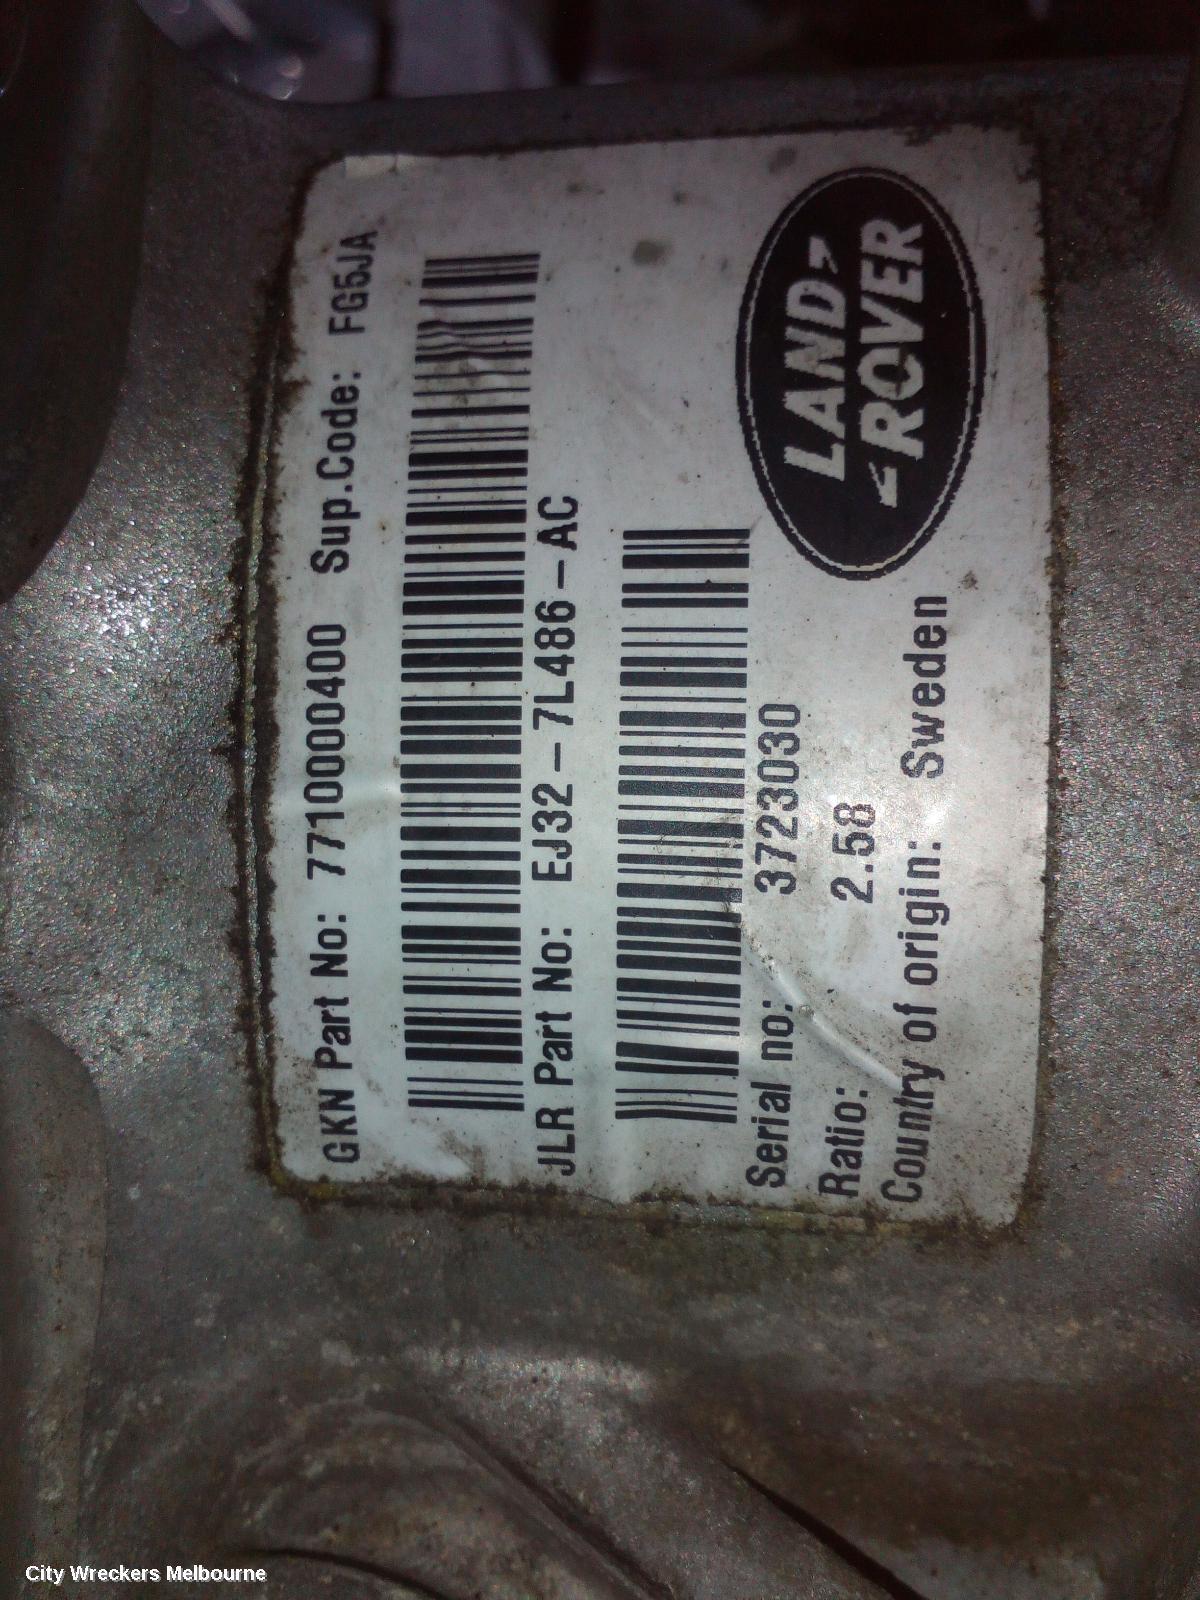 GKN Part No: 7710000400 Sup.Code: FG5JA
JLR Part No: EJ32-7L486-AC
Serial no: 3723030
Ratio: 2.58
Country of origin: Sweden
LAND
ROVER
City Wreckers Melbourne